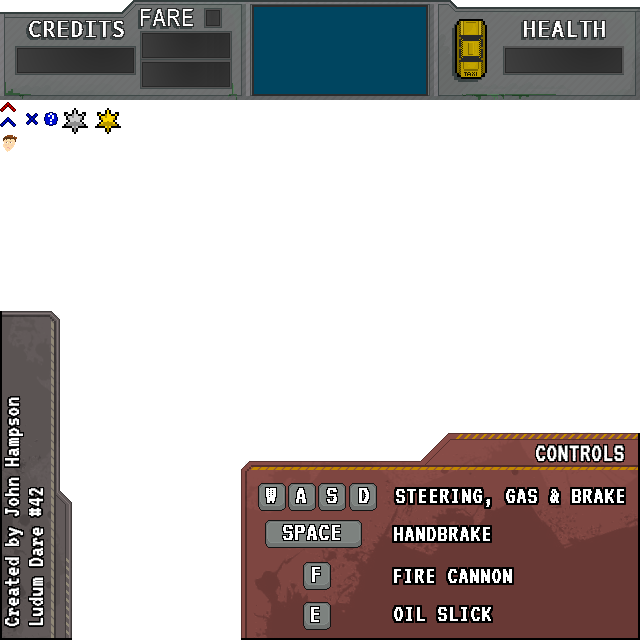 CREDITS
FARE
HEALTH
TAXI
Created by John Hampson
Ludum Dare #42
CONTROLS
W A S D STEERING, GAS & BRAKE
SPACE HANDBRAKE
F FIRE CANNON
E OIL SLICK